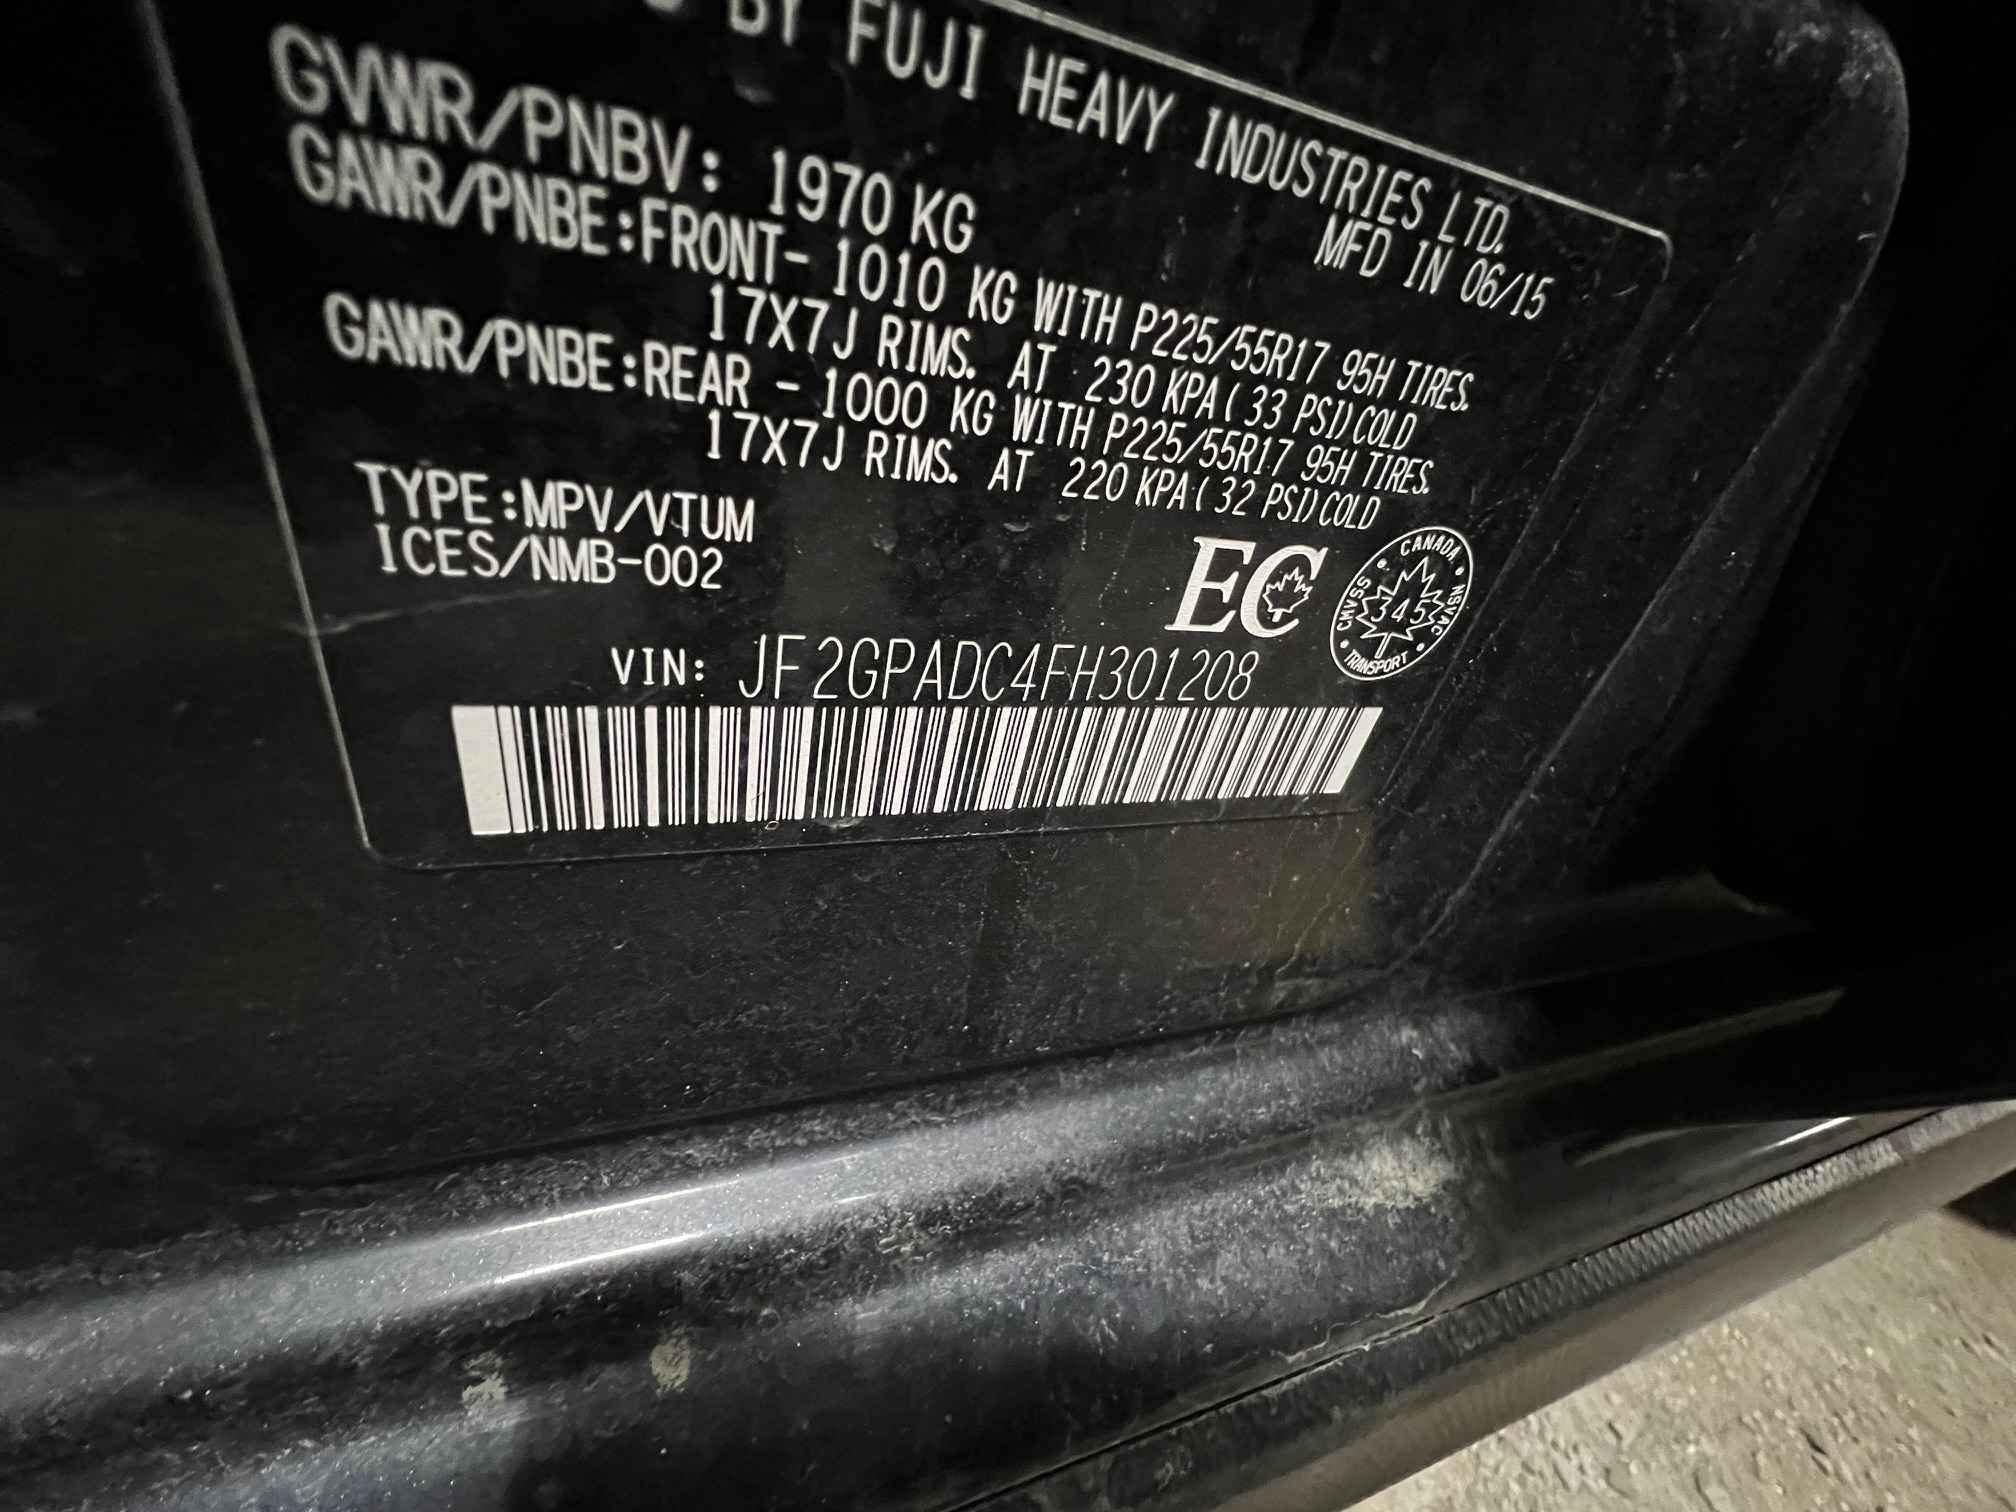 BY FUJI HEAVY INDUSTRIES LTD.
GVWR/PNBV: 1970 KG
MFD IN 06/15
GAWR/PNBE:FRONT- 1010 KG WITH P225/55R17 95H TIRES.
17X7J RIMS. AT 230 KPA(33 PSI)COLD
GAWR/PNBE:REAR - 1000 KG WITH P225/55R17 95H TIRES.
17X7J RIMS. AT 220 KPA(32 PSI)COLD
TYPE:MPV/VTUM
ICES/NMB-002
EC
CANADA • NSVAC • TRANSPORT • CMVSS •
345
VIN: JF2GPADC4FH301208